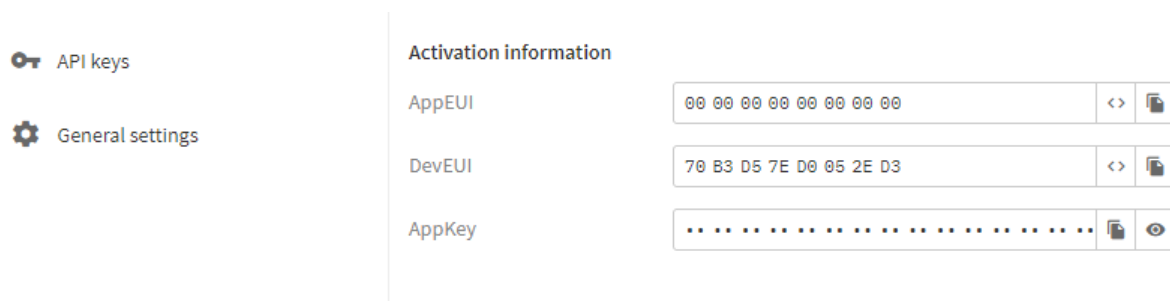 API keys
General settings
Activation information
AppEUI
00 00 00 00 00 00 00 00
DevEUI
70 B3 D5 7E D0 05 2E D3
AppKey
•• •• •• •• •• •• •• •• •• •• •• •• •• •• ••